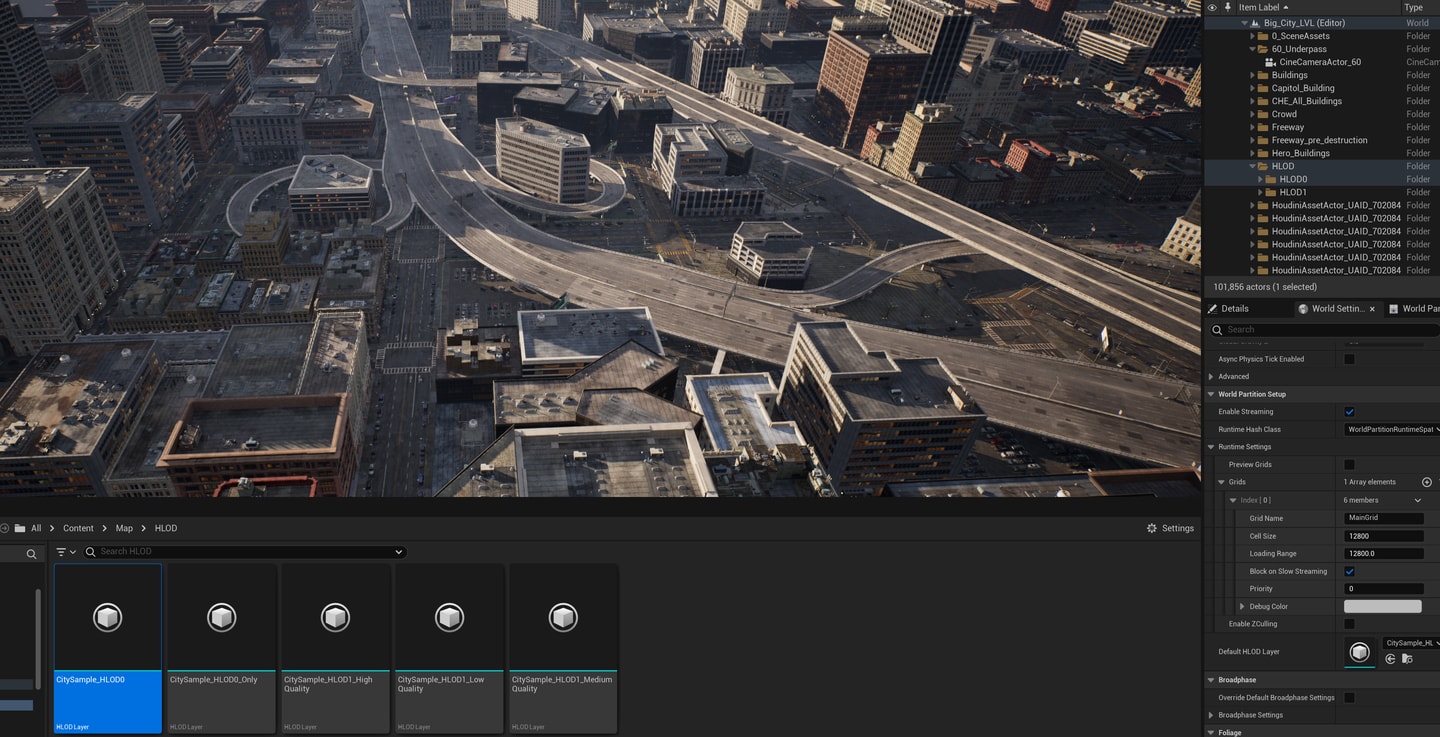 Item Label
Type
Big_City_LVL (Editor)
World
0_SceneAssets
Folder
60_Underpass
Folder
CineCameraActor_60
CineCam
Buildings
Folder
Capitol_Building
Folder
CHE_All_Buildings
Folder
Crowd
Folder
Freeway
Folder
Freeway_pre_destruction
Folder
Hero_Buildings
Folder
HLOD
Folder
HLOD0
Folder
HLOD1
Folder
HoudiniAssetActor_UAID_702084
Folder
HoudiniAssetActor_UAID_702084
Folder
HoudiniAssetActor_UAID_702084
Folder
HoudiniAssetActor_UAID_702084
Folder
HoudiniAssetActor_UAID_702084
Folder
HoudiniAssetActor_UAID_702084
Folder
101,856 actors (1 selected)
Details
World Settin...
World Par
Search
Async Physics Tick Enabled
Advanced
World Partition Setup
Enable Streaming
Runtime Hash Class
WorldPartitionRuntimeSpat
Runtime Settings
Preview Grids
Grids
1 Array elements
Index [ 0 ]
6 members
Grid Name
MainGrid
Cell Size
12800
Loading Range
12800.0
Block on Slow Streaming
Priority
0
Debug Color
Enable ZCulling
Default HLOD Layer
CitySample_HL
Broadphase
Override Default Broadphase Settings
Broadphase Settings
Foliage
All
Content
Map
HLOD
Settings
Search HLOD
CitySample_HLOD0
HLOD Layer
CitySample_HLOD0_Only
HLOD Layer
CitySample_HLOD1_High
Quality
HLOD Layer
CitySample_HLOD1_Low
Quality
HLOD Layer
CitySample_HLOD1_Medium
Quality
HLOD Layer